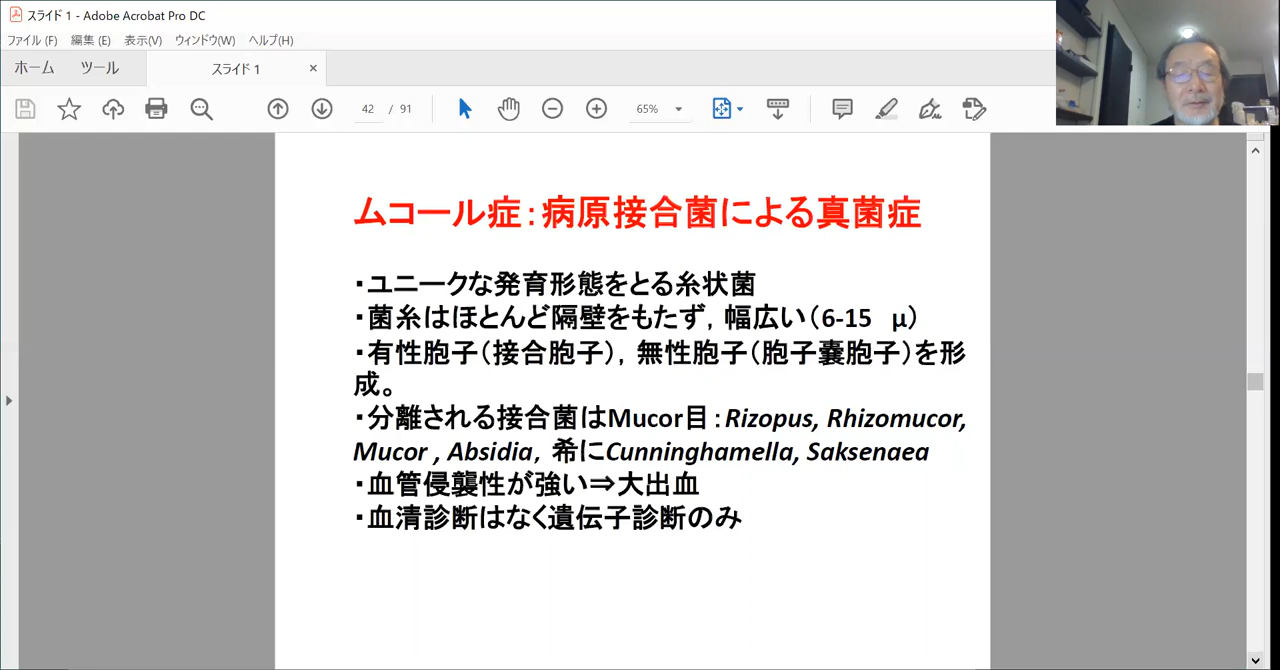 スライド 1 - Adobe Acrobat Pro DC
ファイル (F) 編集 (E) 表示(V) ウィンドウ(W) ヘルプ(H)
ホーム ツール スライド 1 ×
42 / 91 65%
ムコール症：病原接合菌による真菌症
・ユニークな発育形態をとる糸状菌
・菌糸はほとんど隔壁をもたず，幅広い（6-15 μ）
・有性胞子（接合胞子），無性胞子（胞子嚢胞子）を形
成。
・分離される接合菌はMucor目：Rizopus, Rhizomucor,
Mucor , Absidia，希にCunninghamella, Saksenaea
・血管侵襲性が強い⇒大出血
・血清診断はなく遺伝子診断のみ